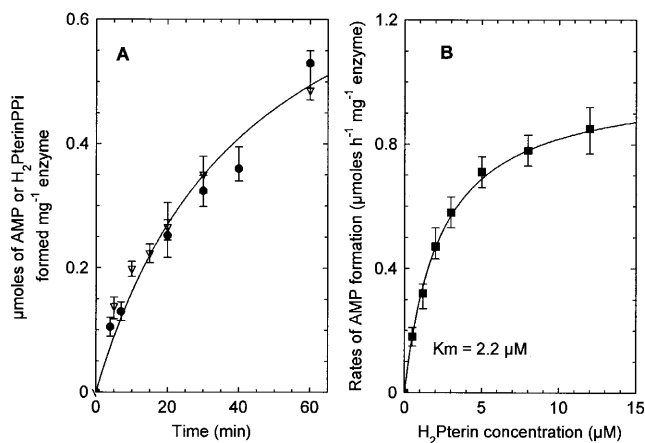 µmoles of AMP or H₂PterinPPi
formed mg⁻¹ enzyme
A
0.6
0.4
0.2
0.0
0
20
40
60
Time (min)
Rates of AMP formation (µmoles h⁻¹ mg⁻¹ enzyme)
B
1.2
0.8
0.4
0
0
5
10
15
Km = 2.2 µM
H₂Pterin concentration (µM)